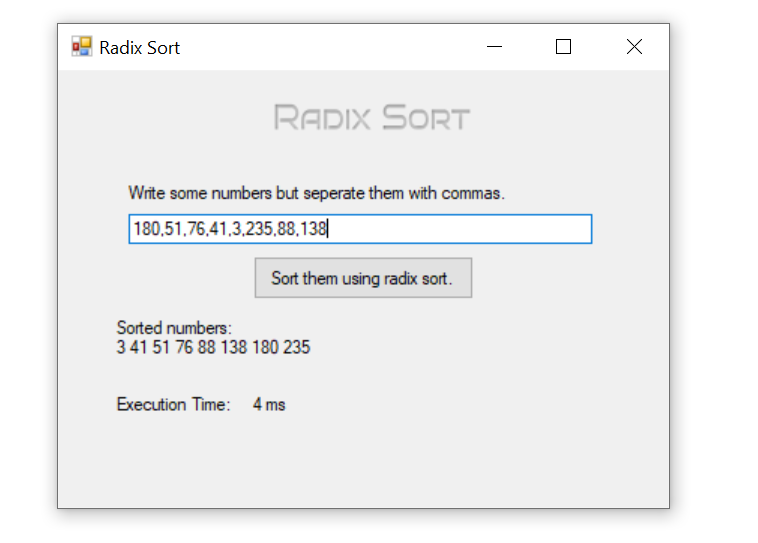 Radix Sort
Radix Sort
Write some numbers but seperate them with commas.
180,51,76,41,3,235,88,138
Sort them using radix sort.
Sorted numbers:
3 41 51 76 88 138 180 235
Execution Time: 4 ms